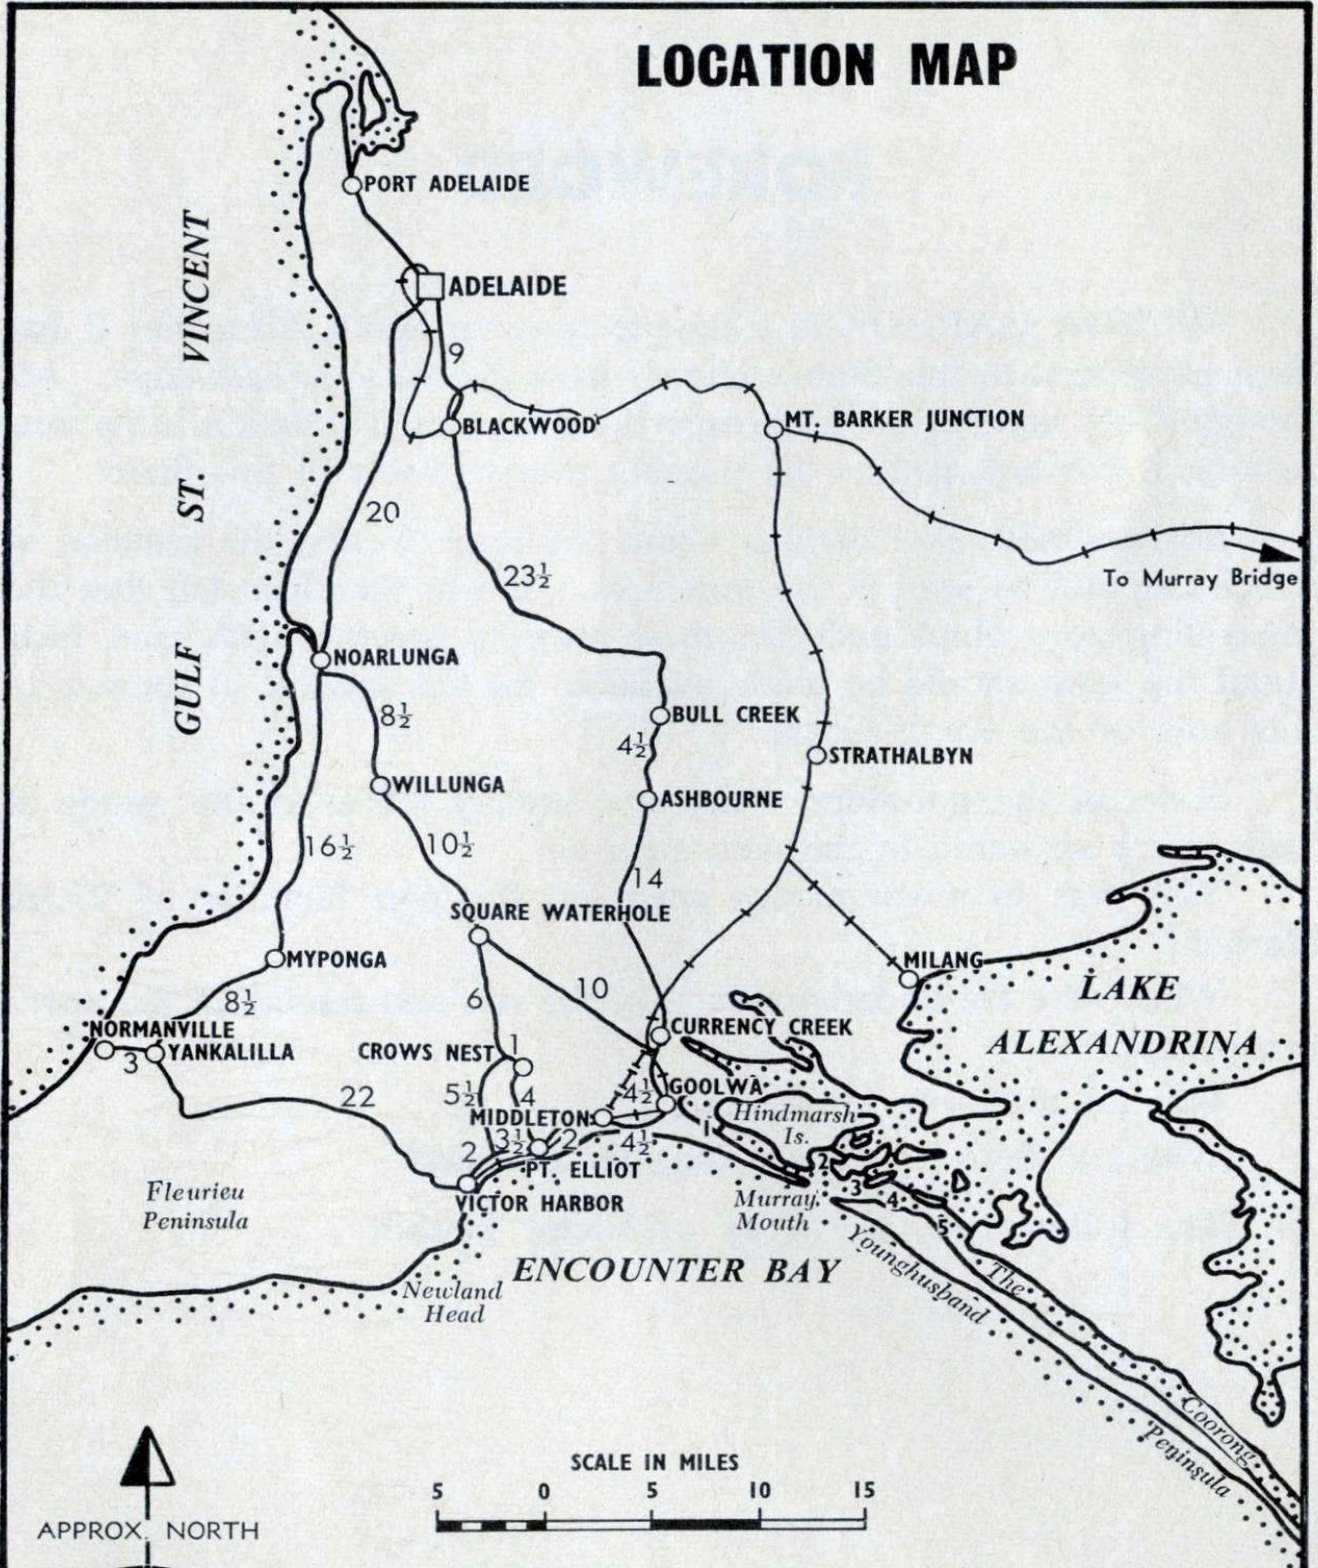 LOCATION MAP
PORT ADELAIDE
ADELAIDE
GULF ST. VINCENT
9
BLACKWOOD
MT. BARKER JUNCTION
20
23½
To Murray Bridge
NOARLUNGA
8½
BULL CREEK
4½
STRATHALBYN
WILLUNGA
ASHBOURNE
16½
10½
14
SQUARE WATERHOLE
MYPONGA
MILANG
8½
6
10
LAKE
ALEXANDRINA
NORMANVILLE
YANKALILLA
3
CURRENCY CREEK
CROWS NEST
1
22
5½
4
4½
GOOLWA
MIDDLETON
Hindmarsh
Is.
1
2
3½
2
4½
PT. ELLIOT
2
3
4
5
VICTOR HARBOR
Fleurieu
Peninsula
Murray
Mouth
ENCOUNTER BAY
Newland
Head
Younghusband
Peninsula
The
Coorong
SCALE IN MILES
5 0 5 10 15
APPROX. NORTH